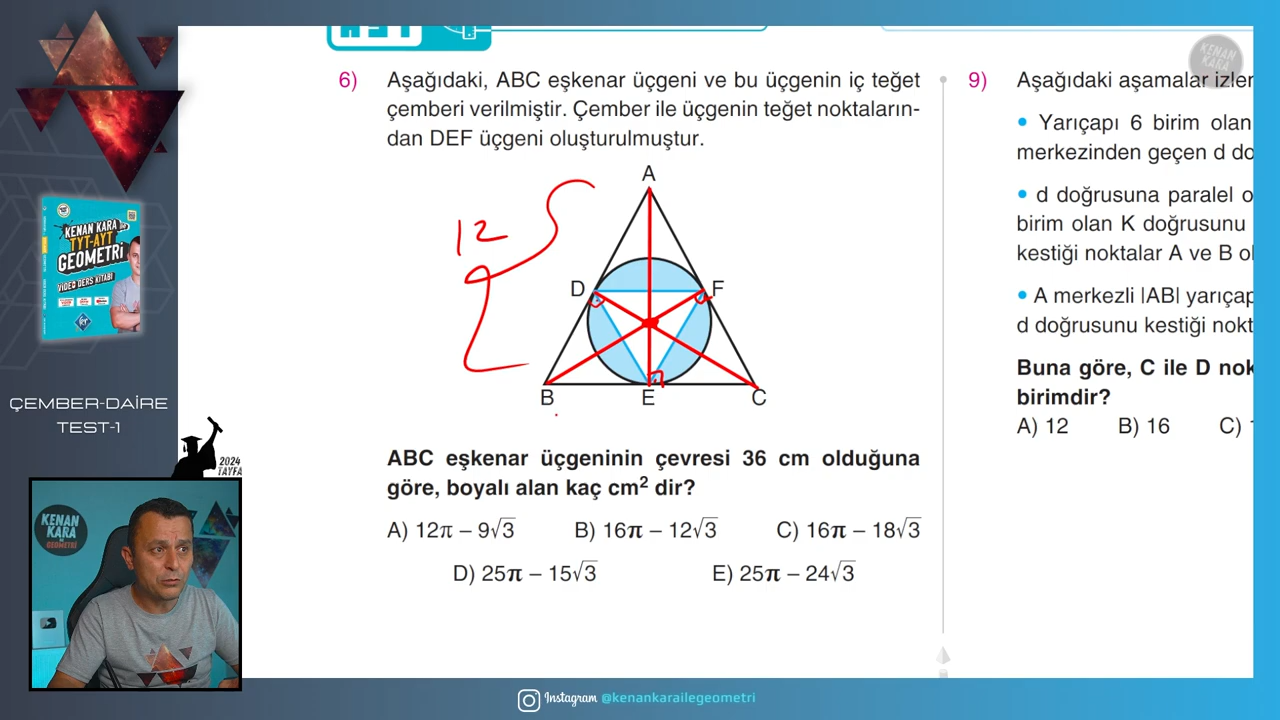 6) Aşağıdaki, ABC eşkenar üçgeni ve bu üçgenin iç teğet
çemberi verilmiştir. Çember ile üçgenin teğet noktaların-
dan DEF üçgeni oluşturulmuştur.
A
12
D
F
B
E
C
ABC eşkenar üçgeninin çevresi 36 cm olduğuna
göre, boyalı alan kaç cm² dir?
A) 12π – 9√3 B) 16π – 12√3 C) 16π – 18√3
D) 25π – 15√3 E) 25π – 24√3
9) Aşağıdaki aşamalar izler
• Yarıçapı 6 birim olan
merkezinden geçen d do
• d doğrusuna paralel o
birim olan K doğrusunu
kestiği noktalar A ve B ol
• A merkezli |AB| yarıçap
d doğrusunu kestiği nokt
Buna göre, C ile D nok
birimdir?
A) 12 B) 16 C) 1
KENAN KARA
KENAN KARA
TYT-AYT
GEOMETRİ
VİDEO DERS KİTABI
ÇEMBER-DAİRE
TEST-1
2024
TAYFA
KENAN
KARA
GEOMETRİ
Instagram @kenankarailegeometri